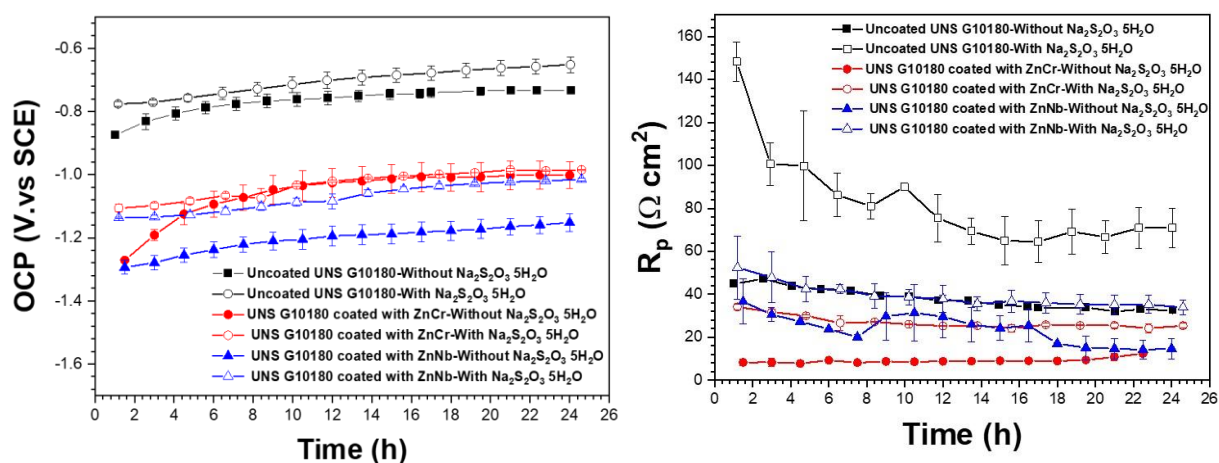 OCP (V.vs SCE)
-0.6
-0.8
-1.0
-1.2
-1.4
-1.6
Uncoated UNS G10180-Without Na₂S₂O₃ 5H₂O
Uncoated UNS G10180-With Na₂S₂O₃ 5H₂O
UNS G10180 coated with ZnCr-Without Na₂S₂O₃ 5H₂O
UNS G10180 coated with ZnCr-With Na₂S₂O₃ 5H₂O
UNS G10180 coated with ZnNb-Without Na₂S₂O₃ 5H₂O
UNS G10180 coated with ZnNb-With Na₂S₂O₃ 5H₂O
0 2 4 6 8 10 12 14 16 18 20 22 24 26
Time (h)
Rₚ (Ω cm²)
160
140
120
100
80
60
40
20
0
Uncoated UNS G10180-Without Na₂S₂O₃ 5H₂O
Uncoated UNS G10180-With Na₂S₂O₃ 5H₂O
UNS G10180 coated with ZnCr-Without Na₂S₂O₃ 5H₂O
UNS G10180 coated with ZnCr-With Na₂S₂O₃ 5H₂O
UNS G10180 coated with ZnNb-Without Na₂S₂O₃ 5H₂O
UNS G10180 coated with ZnNb-With Na₂S₂O₃ 5H₂O
0 2 4 6 8 10 12 14 16 18 20 22 24 26
Time (h)